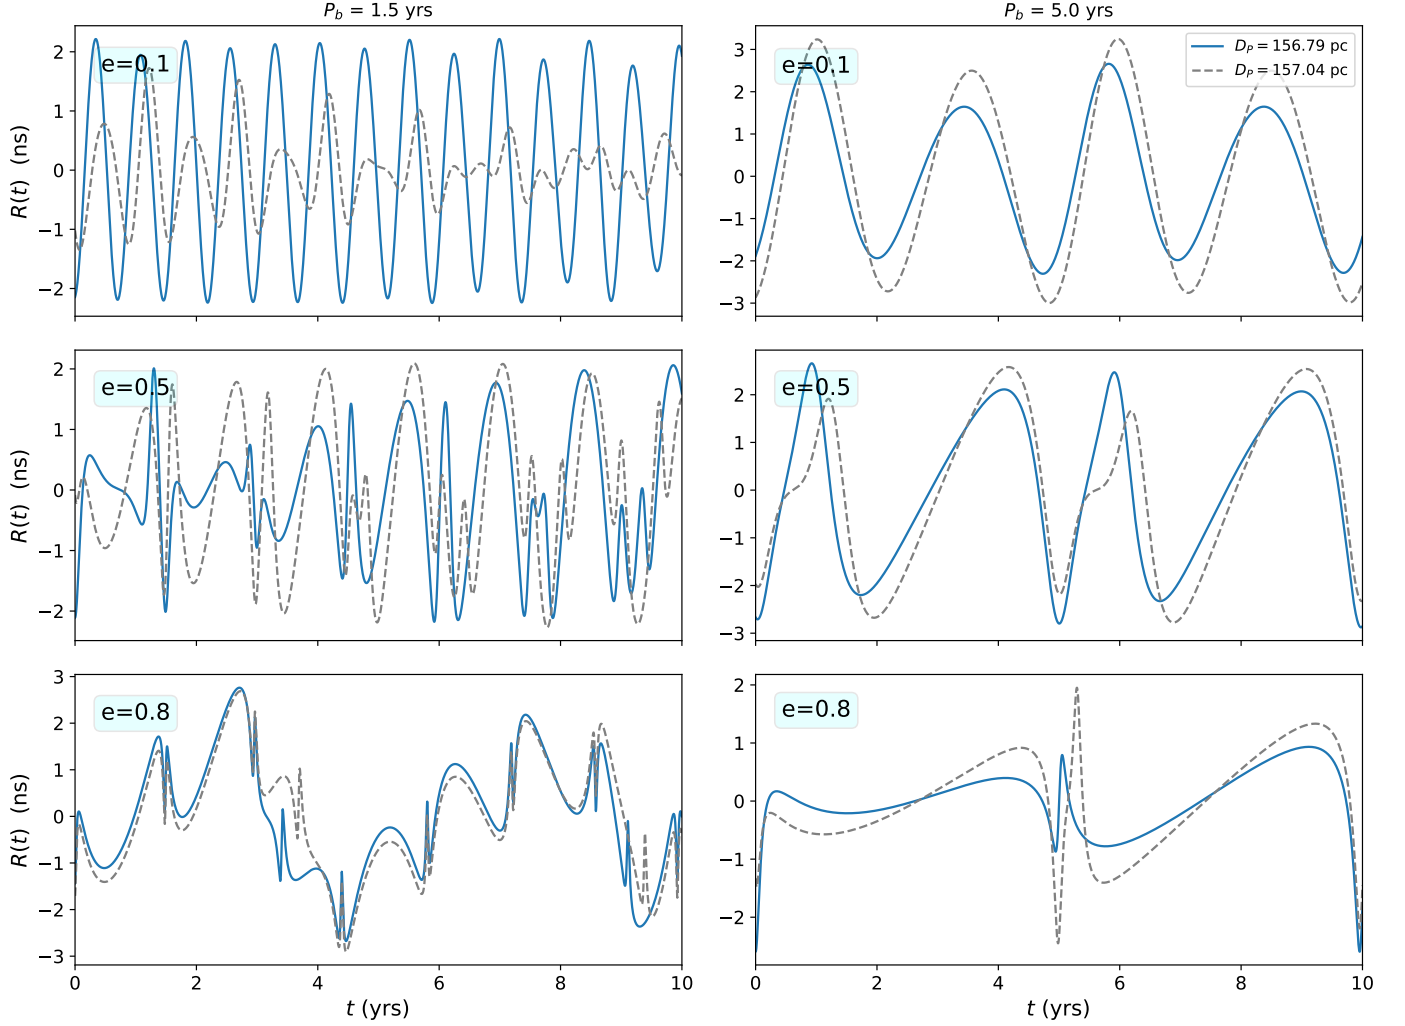 P_b = 1.5 yrs
P_b = 5.0 yrs
e=0.1
2
1
0
−1
−2
R(t) (ns)
e=0.1
D_P = 156.79 pc
D_P = 157.04 pc
3
2
1
0
−1
−2
−3
e=0.5
2
1
0
−1
−2
R(t) (ns)
e=0.5
2
1
0
−1
−2
−3
e=0.8
3
2
1
0
−1
−2
−3
R(t) (ns)
0 2 4 6 8 10
t (yrs)
e=0.8
2
1
0
−1
−2
0 2 4 6 8 10
t (yrs)